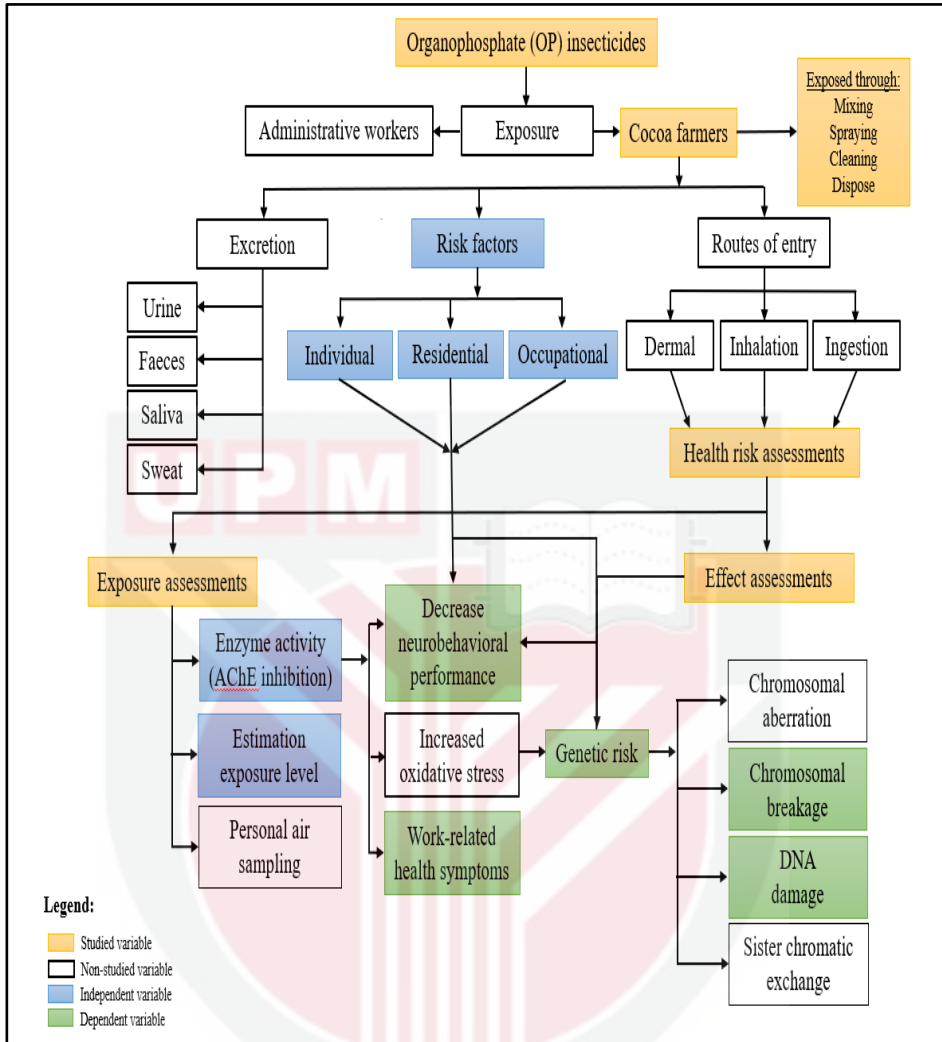 Organophosphate (OP) insecticides
Administrative workers
Exposure
Cocoa farmers
Exposed through:
Mixing
Spraying
Cleaning
Dispose
Excretion
Risk factors
Routes of entry
Urine
Faeces
Saliva
Sweat
Individual
Residential
Occupational
Dermal
Inhalation
Ingestion
Health risk assessments
UPM
Exposure assessments
Effect assessments
Enzyme activity
(AChE inhibition)
Estimation
exposure level
Personal air
sampling
Decrease
neurobehavioral
performance
Increased
oxidative stress
Work-related
health symptoms
Genetic risk
Chromosomal
aberration
Chromosomal
breakage
DNA
damage
Sister chromatic
exchange
Legend:
Studied variable
Non-studied variable
Independent variable
Dependent variable